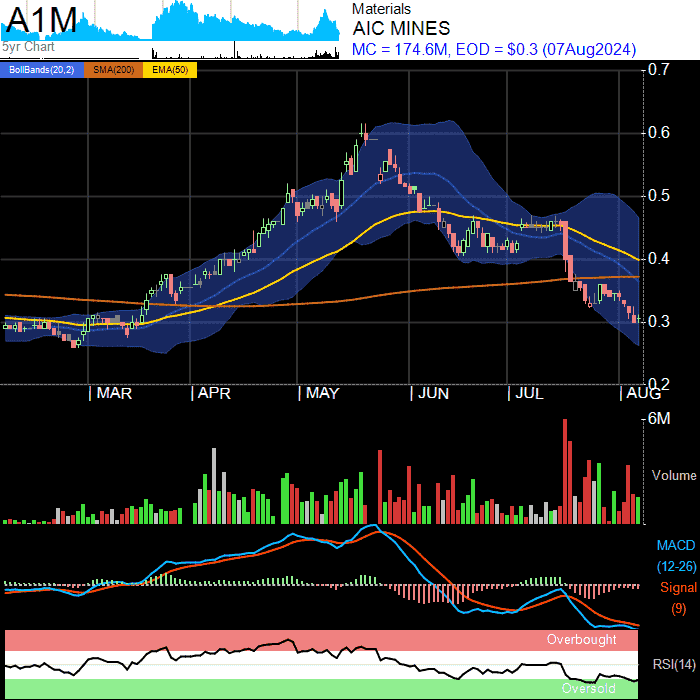 A1M
5yr Chart
Materials
AIC MINES
MC = 174.6M, EOD = $0.3 (07Aug2024)
BollBands(20,2) SMA(200) EMA(50)
0.7
0.6
0.5
0.4
0.3
0.2
MAR APR MAY JUN JUL AUG
6M
Volume
MACD
(12-26)
Signal
(9)
Overbought
RSI(14)
Oversold